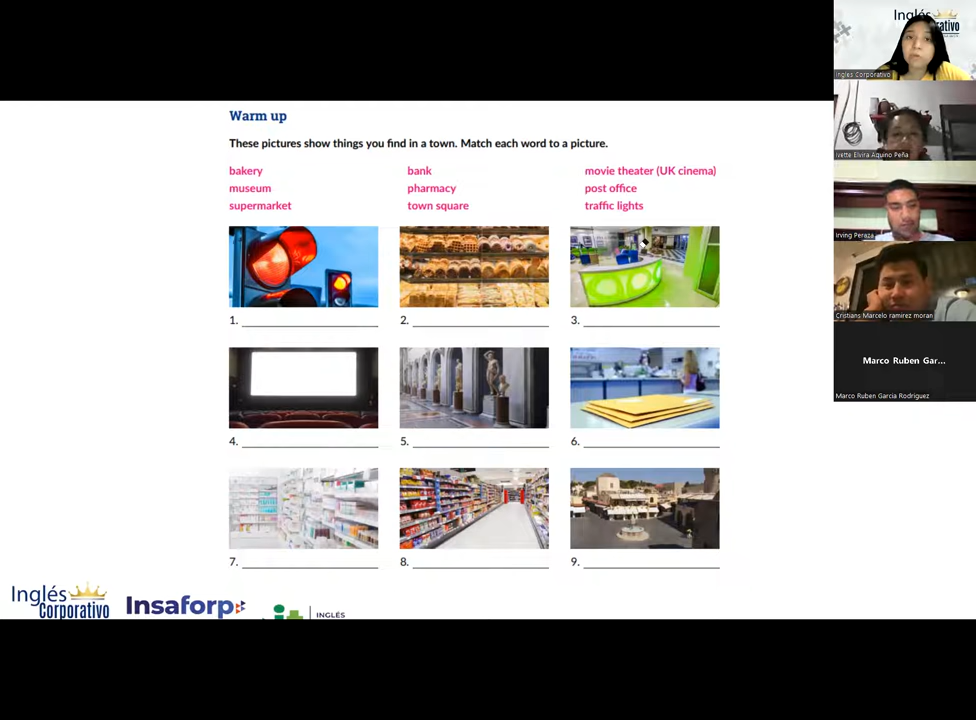 Warm up
These pictures show things you find in a town. Match each word to a picture.
bakery
bank
movie theater (UK cinema)
museum
pharmacy
post office
supermarket
town square
traffic lights
1.
2.
3.
4.
5.
6.
7.
8.
9.
Inglés
Corporativo
Insaforp
INGLÉS
Inglés
Inglés Corporativo
Ivette Elvira Aquino Peña
Irving Peraza
Cristians Marcelo ramirez moran
Marco Ruben Gar...
Marco Ruben Garcia Rodriguez